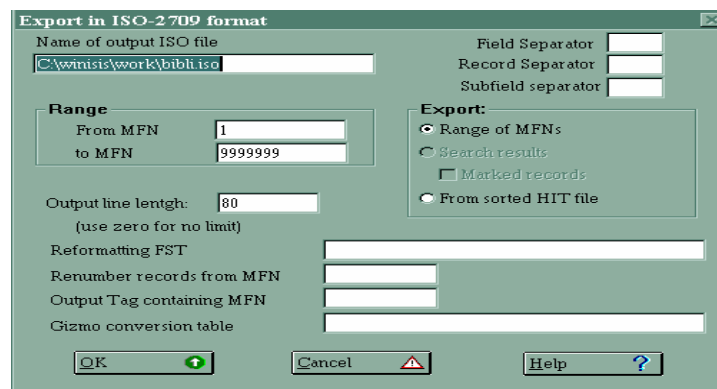 Export in ISO-2709 format
Name of output ISO file
C:\winisis\work\bibli.iso
Field Separator
Record Separator
Subfield separator
Range
From MFN 1
to MFN 9999999
Export:
Range of MFNs
Search results
Marked records
From sorted HIT file
Output line lentgh: 80
(use zero for no limit)
Reformatting FST
Renumber records from MFN
Output Tag containing MFN
Gizmo conversion table
OK
Cancel
Help ?